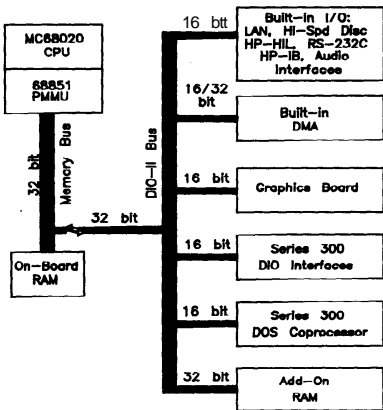 MC68020
CPU
68851
PMMU
32 bit
Memory Bus
On-Board
RAM
32 bit
DIO-II Bus
16 bit
Built-in I/O:
LAN, Hi-Spd Disc
HP-HIL, RS-232C
HP-IB, Audio
Interfaces
16/32
bit
Built-in
DMA
16 bit
Graphics Board
16 bit
Series 300
DIO Interfaces
16 bit
Series 300
DOS Coprocessor
32 bit
Add-On
RAM